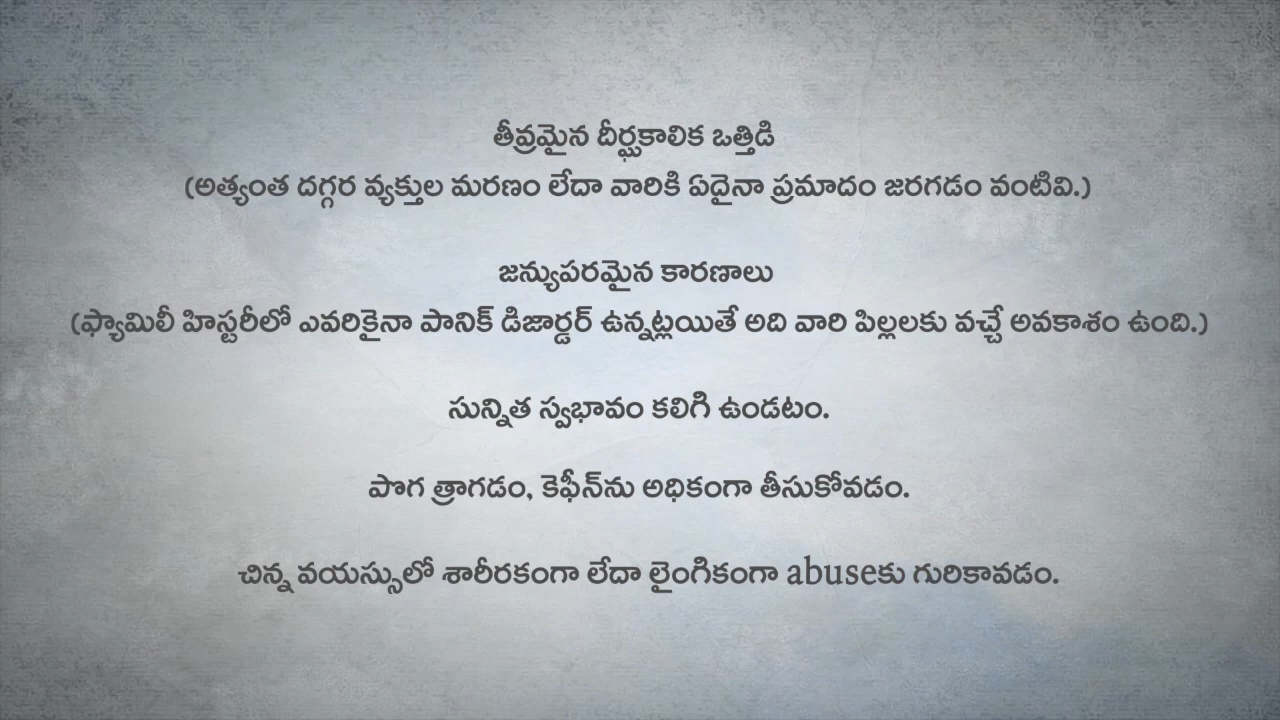 తీవ్రమైన దీర్ఘకాలిక ఒత్తిడి
(అత్యంత దగ్గర వ్యక్తుల మరణం లేదా వారికి ఏదైనా ప్రమాదం జరగడం వంటివి.)
జన్యుపరమైన కారణాలు
(ఫ్యామిలీ హిస్టరీలో ఎవరికైనా పానిక్ డిజార్డర్ ఉన్నట్లయితే అది వారి పిల్లలకు వచ్చే అవకాశం ఉంది.)
సున్నిత స్వభావం కలిగి ఉండటం.
పొగ త్రాగడం, కెఫీన్‌ను అధికంగా తీసుకోవడం.
చిన్న వయస్సులో శారీరకంగా లేదా లైంగికంగా abuseకు గురికావడం.